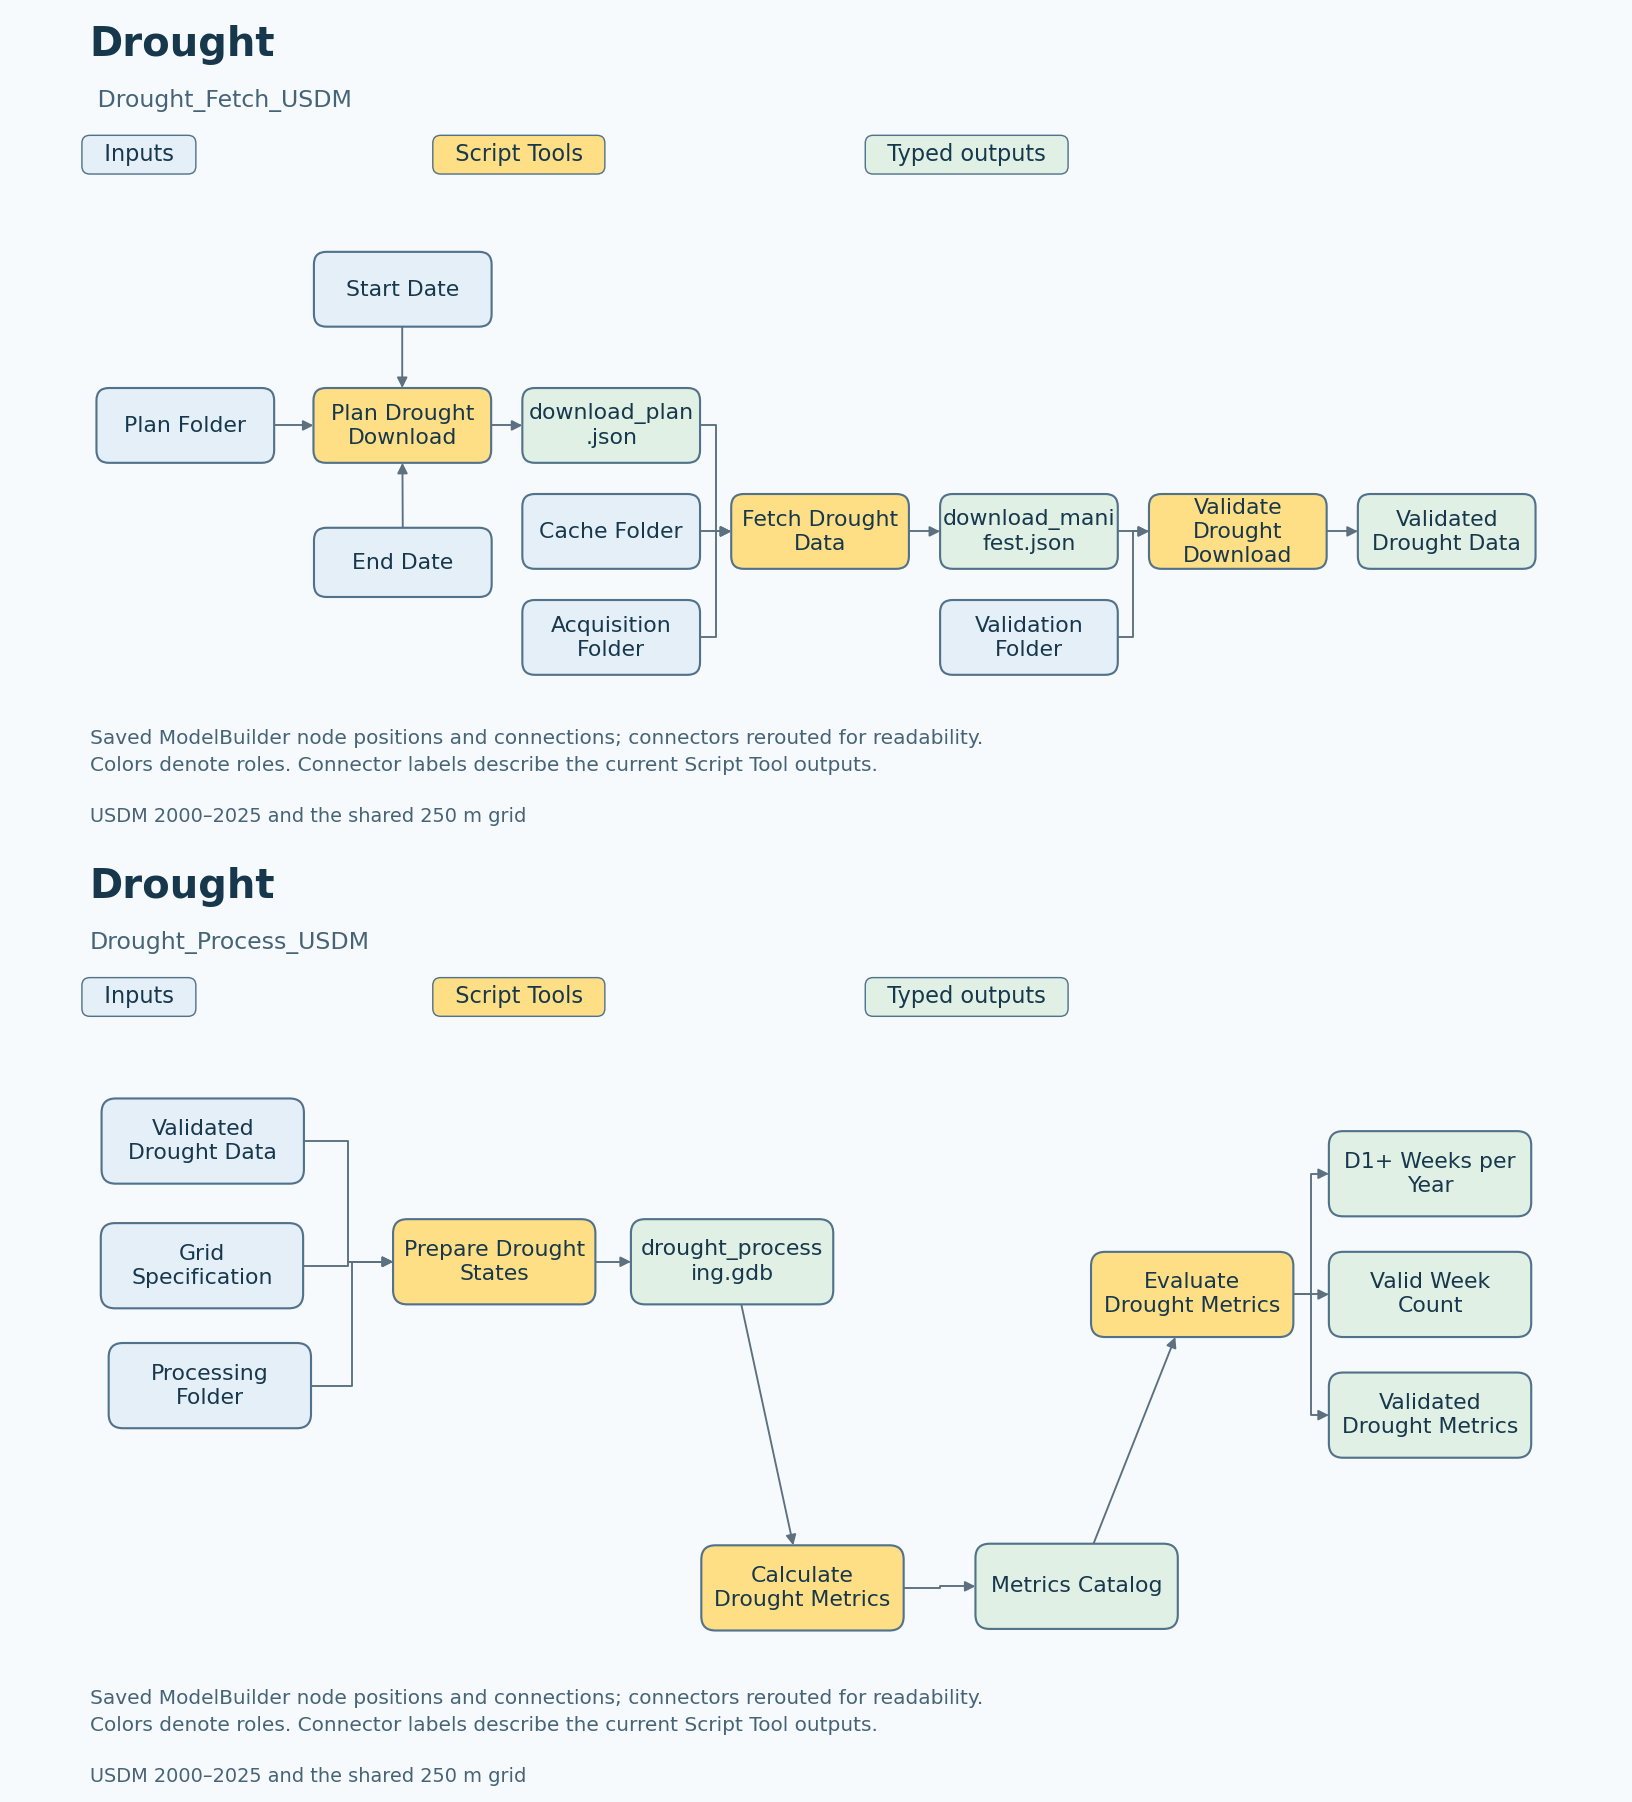 Drought
Drought_Fetch_USDM
Inputs
Script Tools
Typed outputs
Start Date
Plan Folder
Plan Drought
Download
download_plan
.json
End Date
Cache Folder
Acquisition
Folder
Fetch Drought
Data
download_mani
fest.json
Validation
Folder
Validate
Drought
Download
Validated
Drought Data
Saved ModelBuilder node positions and connections; connectors rerouted for readability.
Colors denote roles. Connector labels describe the current Script Tool outputs.
USDM 2000–2025 and the shared 250 m grid
Drought
Drought_Process_USDM
Inputs
Script Tools
Typed outputs
Validated
Drought Data
Grid
Specification
Processing
Folder
Prepare Drought
States
drought_process
ing.gdb
Calculate
Drought Metrics
Metrics Catalog
Evaluate
Drought Metrics
D1+ Weeks per
Year
Valid Week
Count
Validated
Drought Metrics
Saved ModelBuilder node positions and connections; connectors rerouted for readability.
Colors denote roles. Connector labels describe the current Script Tool outputs.
USDM 2000–2025 and the shared 250 m grid